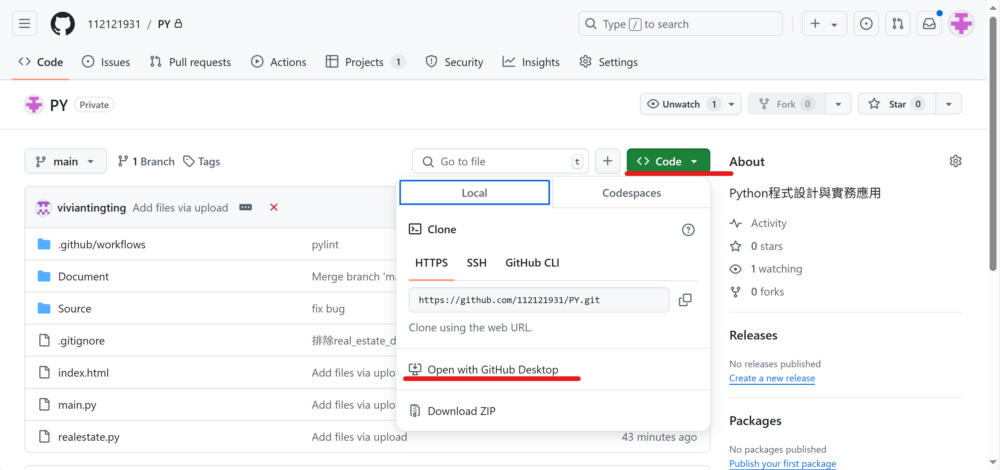 112121931 / PY
Type / to search
Code
Issues
Pull requests
Actions
Projects 1
Security
Insights
Settings
PY Private
Unwatch 1
Fork 0
Star 0
main
1 Branch
Tags
Go to file t
Code
viviantingting Add files via upload
.github/workflows pylint
Document Merge branch 'ma
Source fix bug
.gitignore 排除real_estate_d
index.html Add files via uplo
main.py Add files via uplo
realestate.py Add files via upload 43 minutes ago
Local
Codespaces
Clone
HTTPS
SSH
GitHub CLI
https://github.com/112121931/PY.git
Clone using the web URL.
Open with GitHub Desktop
Download ZIP
About
Python程式設計與實務應用
Activity
0 stars
1 watching
0 forks
Releases
No releases published
Create a new release
Packages
No packages published
Publish your first package